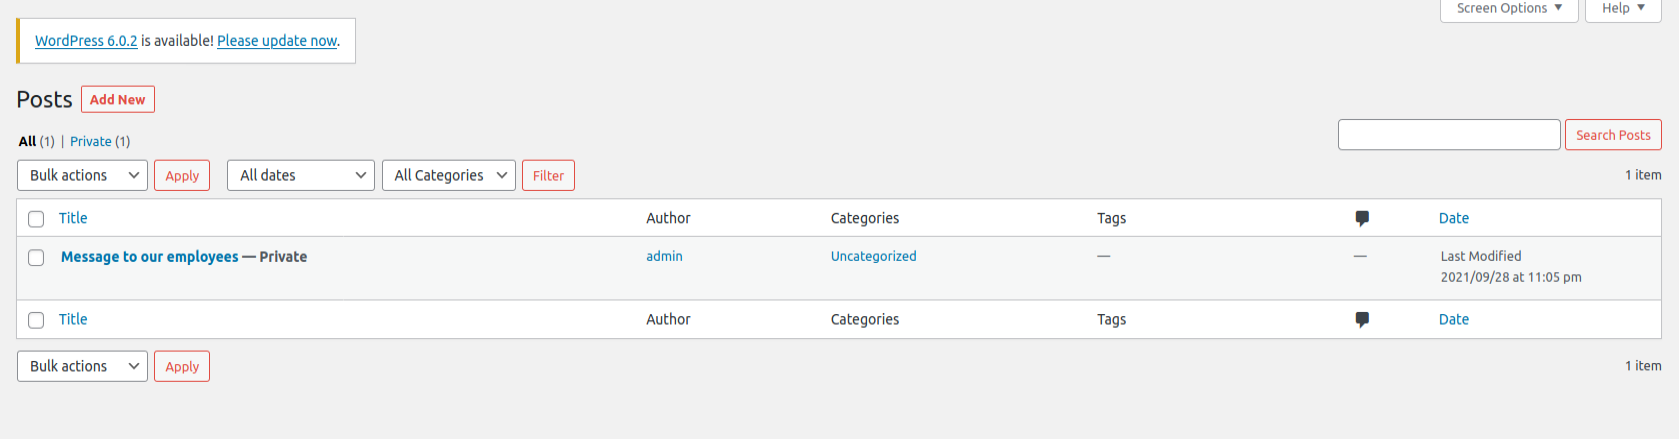 Screen Options ▼ Help ▼
WordPress 6.0.2 is available! Please update now.
Posts Add New
All (1) | Private (1)
Search Posts
Bulk actions Apply All dates All Categories Filter 1 item
Title Author Categories Tags Date
Message to our employees — Private admin Uncategorized — — Last Modified
2021/09/28 at 11:05 pm
Title Author Categories Tags Date
Bulk actions Apply 1 item